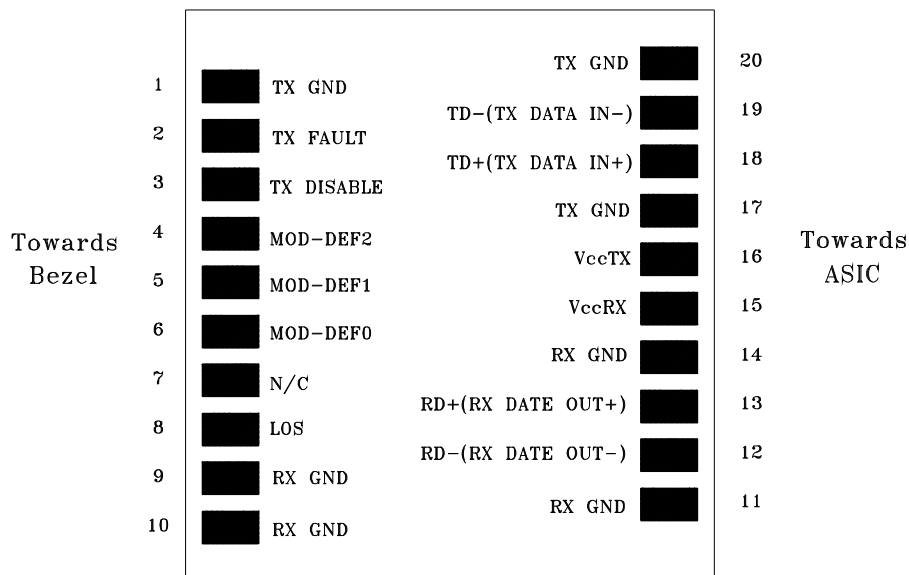 1 TX GND
2 TX FAULT
3 TX DISABLE
4 MOD-DEF2
5 MOD-DEF1
6 MOD-DEF0
7 N/C
8 LOS
9 RX GND
10 RX GND
Towards
Bezel
TX GND 20
TD-(TX DATA IN-) 19
TD+(TX DATA IN+) 18
TX GND 17
VccTX 16
VccRX 15
RX GND 14
RD+(RX DATE OUT+) 13
RD-(RX DATE OUT-) 12
RX GND 11
Towards
ASIC